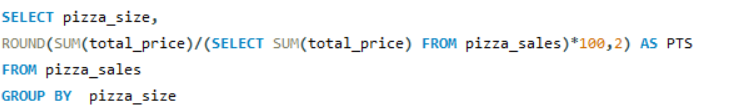 SELECT pizza_size,
ROUND(SUM(total_price)/(SELECT SUM(total_price) FROM pizza_sales)*100,2) AS PTS
FROM pizza_sales
GROUP BY  pizza_size